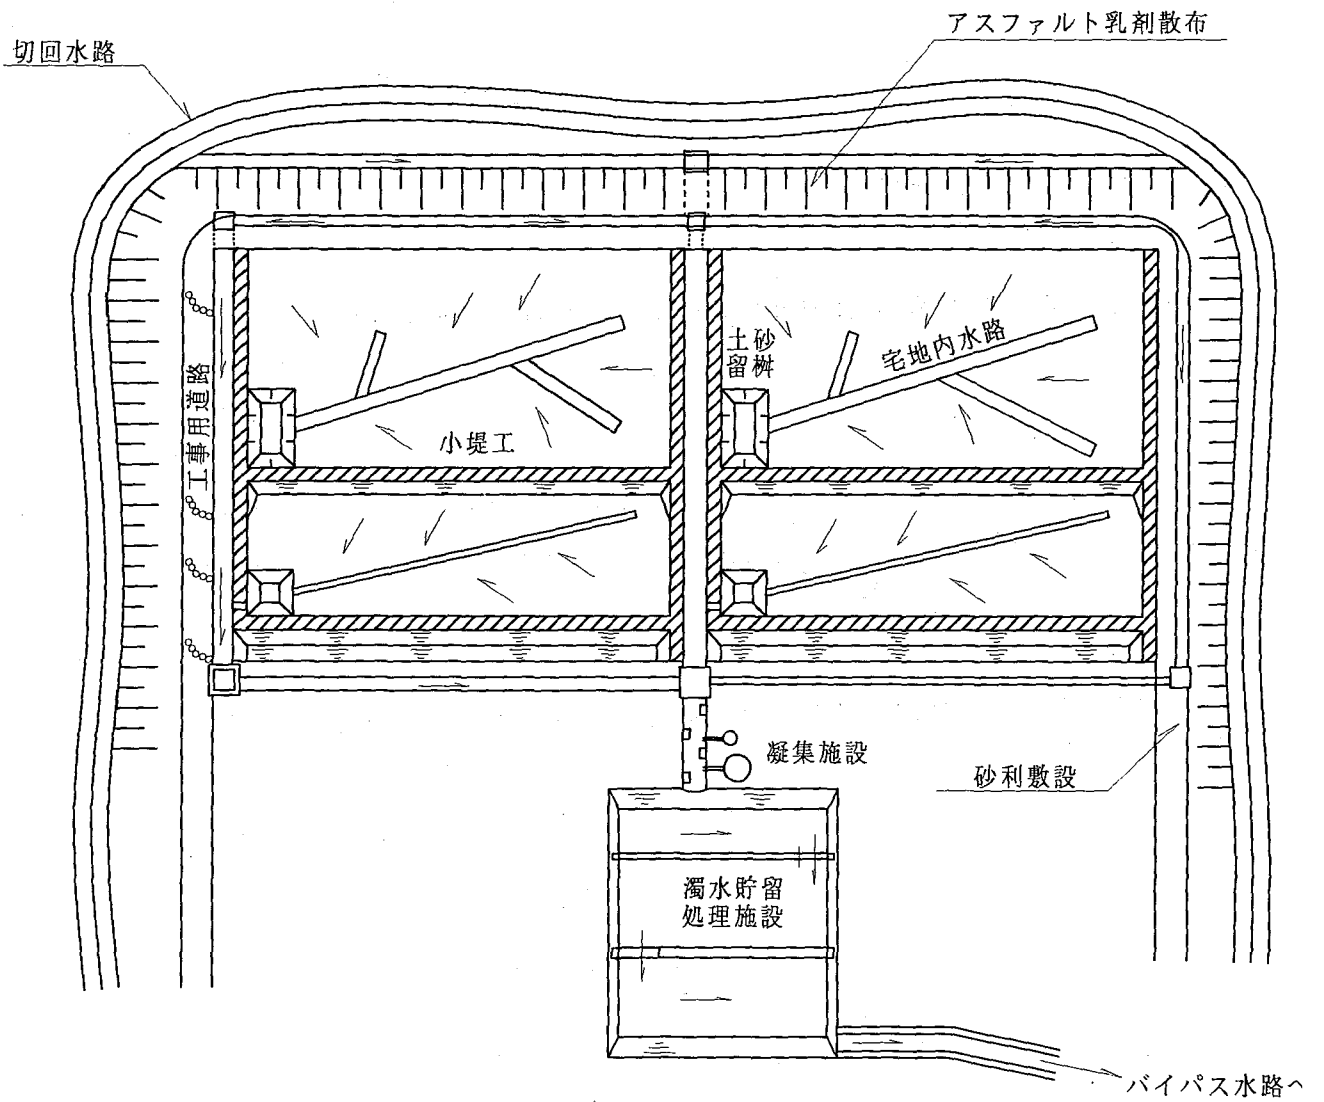 アスファルト乳剤散布
切回水路
土砂
留桝
宅地内水路
工事用道路
小堤工
凝集施設
砂利敷設
濁水貯留
処理施設
バイパス水路へ